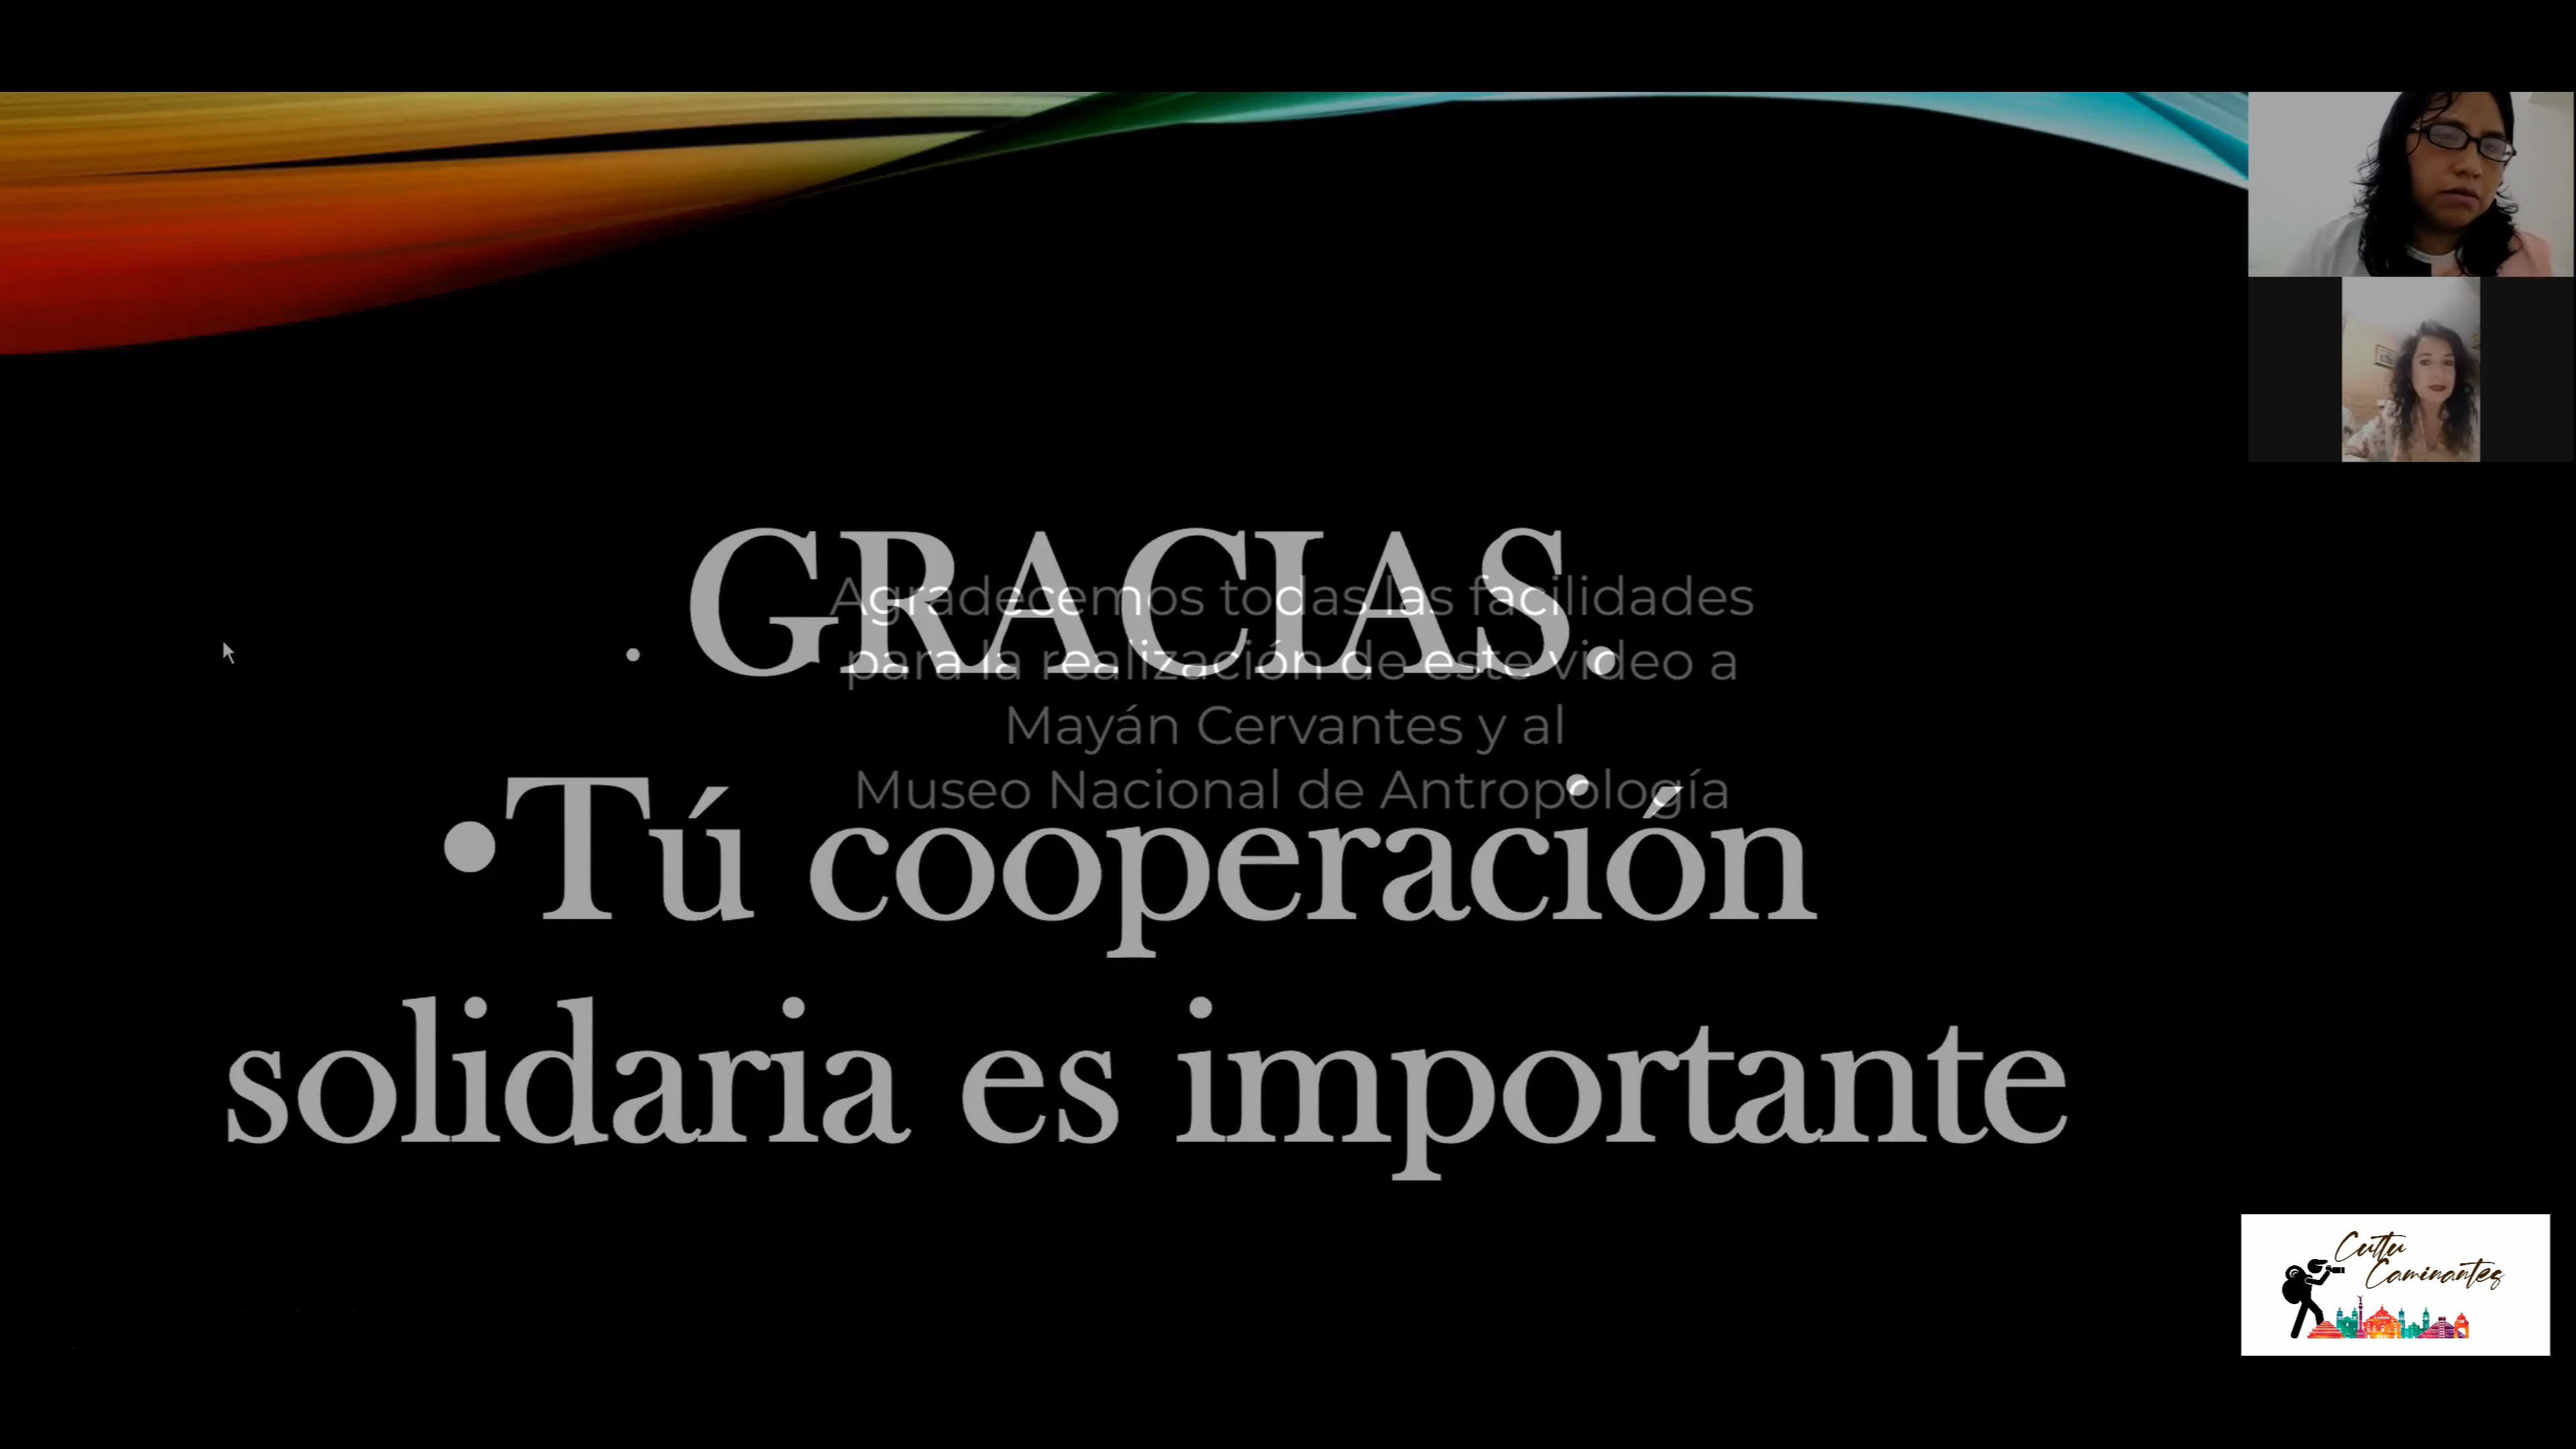 . GRACIAS.
Agradecemos todas las facilidades
para la realización de este video a
Mayán Cervantes y al
Museo Nacional de Antropología
•Tú cooperación
solidaria es importante
Cultu
Caminantes